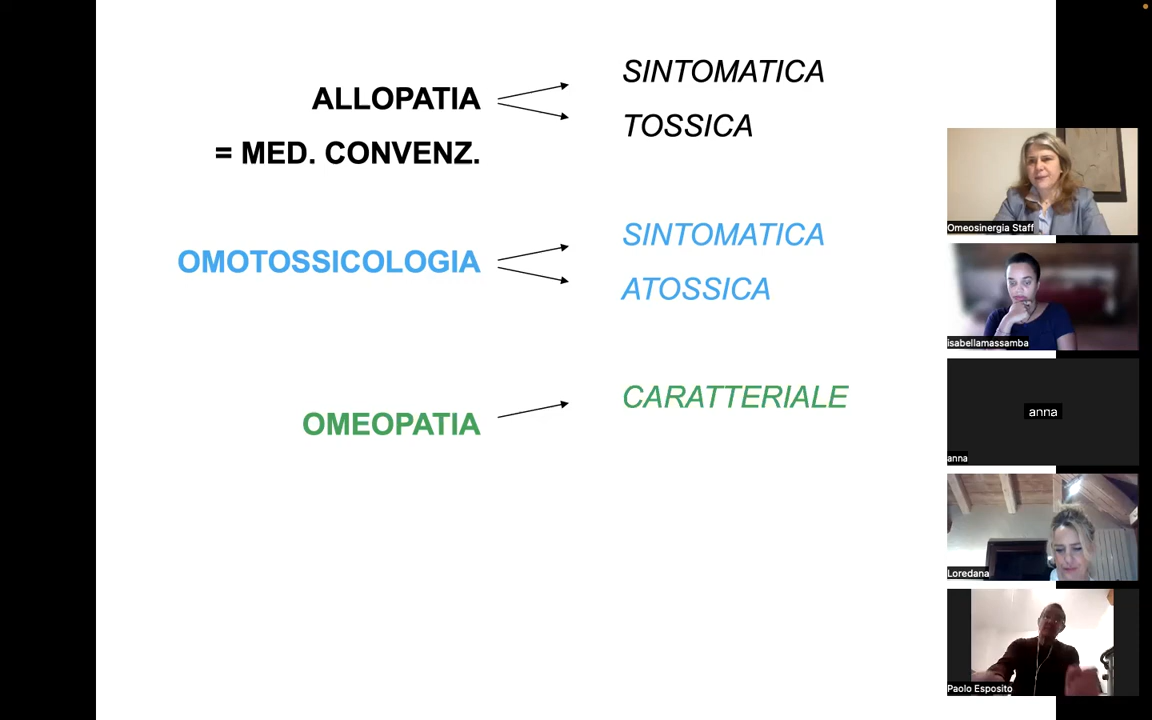 ALLOPATIA
= MED. CONVENZ.
SINTOMATICA
TOSSICA
OMOTOSSICOLOGIA
SINTOMATICA
ATOSSICA
OMEOPATIA
CARATTERIALE
Omeosinergia Staff
isabellamassamba
anna
anna
Loredana
Paolo Esposito